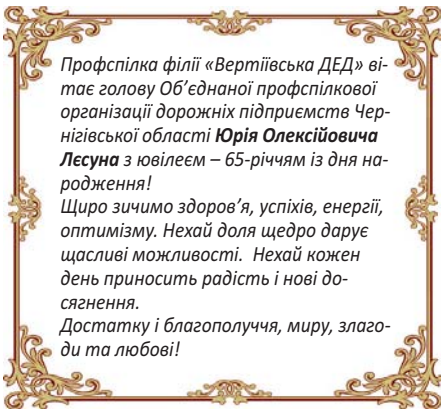 Профспілка філії «Вертіївська ДЕД» ві-
тає голову Об’єднаної профспілкової
організації дорожніх підприємств Чер-
нігівської області Юрія Олексійовича
Лєсуна з ювілеєм – 65-річчям із дня на-
родження!
Щиро зичимо здоров’я, успіхів, енергії,
оптимізму. Нехай доля щедро дарує
щасливі можливості. Нехай кожен
день приносить радість і нові до-
сягнення.
Достатку і благополуччя, миру, злаго-
ди та любові!